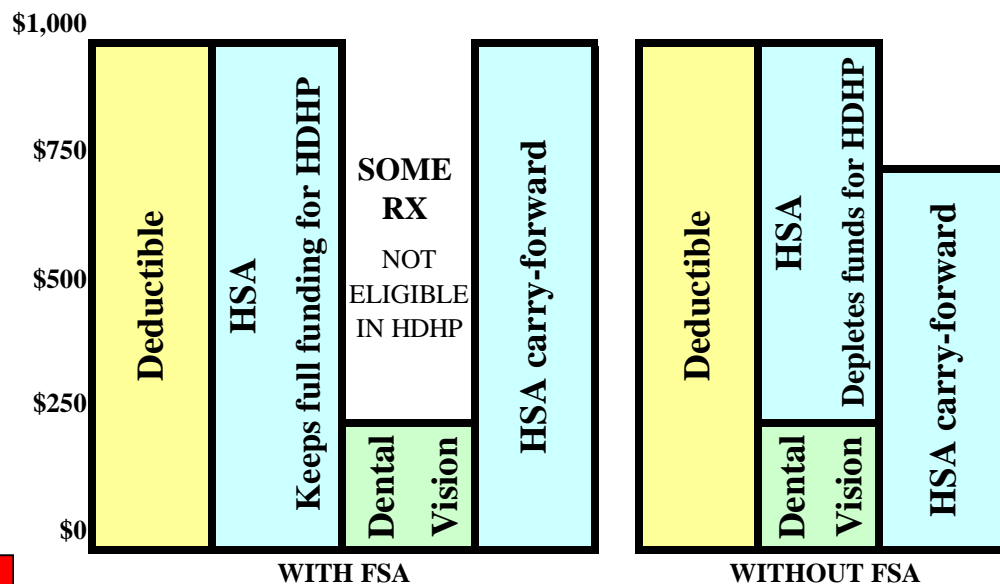 $1,000
$750
$500
$250
$0
Deductible
HSA
Keeps full funding for HDHP
SOME
RX
NOT
ELIGIBLE
IN HDHP
Dental
Vision
HSA carry-forward
WITH FSA
Deductible
HSA
Depletes funds for HDHP
Dental
Vision
HSA carry-forward
WITHOUT FSA